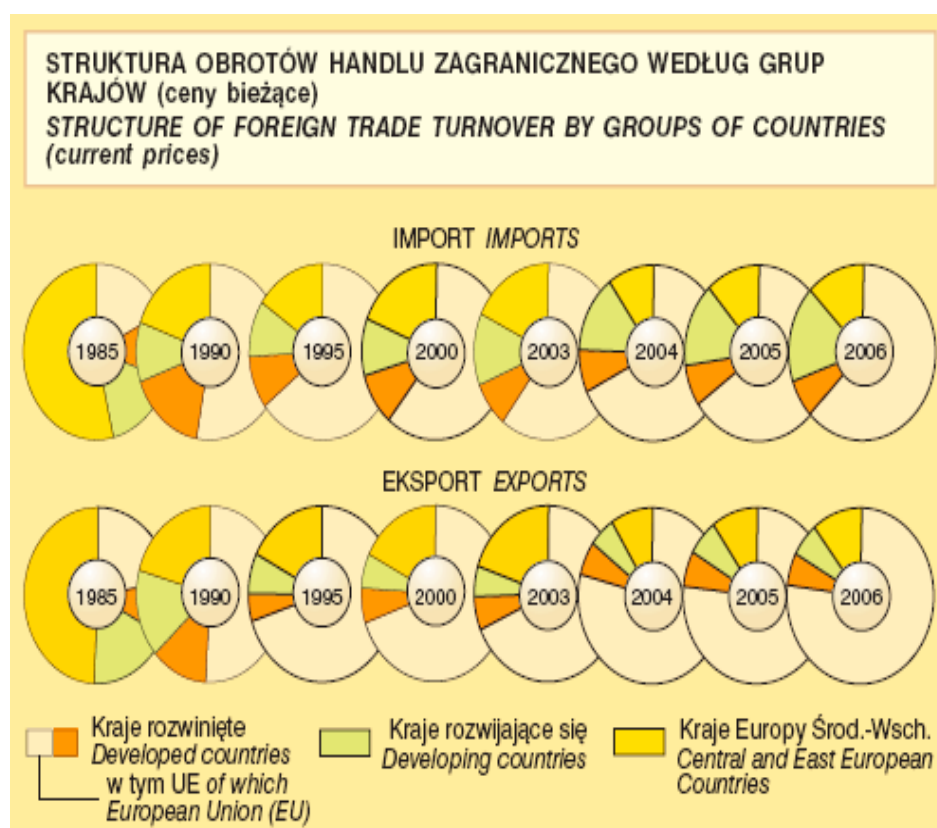 STRUKTURA OBROTÓW HANDLU ZAGRANICZNEGO WEDŁUG GRUP
KRAJÓW (ceny bieżące)
STRUCTURE OF FOREIGN TRADE TURNOVER BY GROUPS OF COUNTRIES
(current prices)
IMPORT IMPORTS
1985 1990 1995 2000 2003 2004 2005 2006
EKSPORT EXPORTS
1985 1990 1995 2000 2003 2004 2005 2006
Kraje rozwinięte
Developed countries
w tym UE of which
European Union (EU)
Kraje rozwijające się
Developing countries
Kraje Europy Środ.-Wsch.
Central and East European
Countries